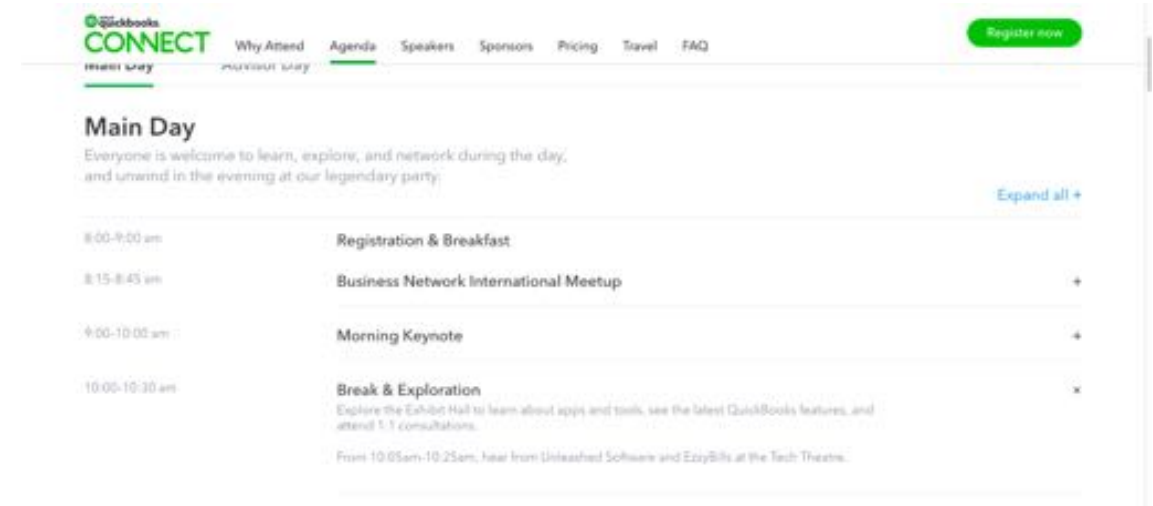 quickbooks.
CONNECT Why Attend Agenda Speakers Sponsors Pricing Travel FAQ Register now
Main Day Advisor Day
Main Day
Everyone is welcome to learn, explore, and network during the day,
and unwind in the evening at our legendary party.
Expand all +
8:00-9:00 am Registration & Breakfast
8:15-8:45 am Business Network International Meetup +
9:00-10:00 am Morning Keynote +
10:00-10:30 am Break & Exploration ×
Explore the Exhibit Hall to learn about apps and tools, see the latest QuickBooks features, and
attend 1:1 consultations.
From 10:05am-10:25am, hear from Unleashed Software and EzzyBills at the Tech Theatre.